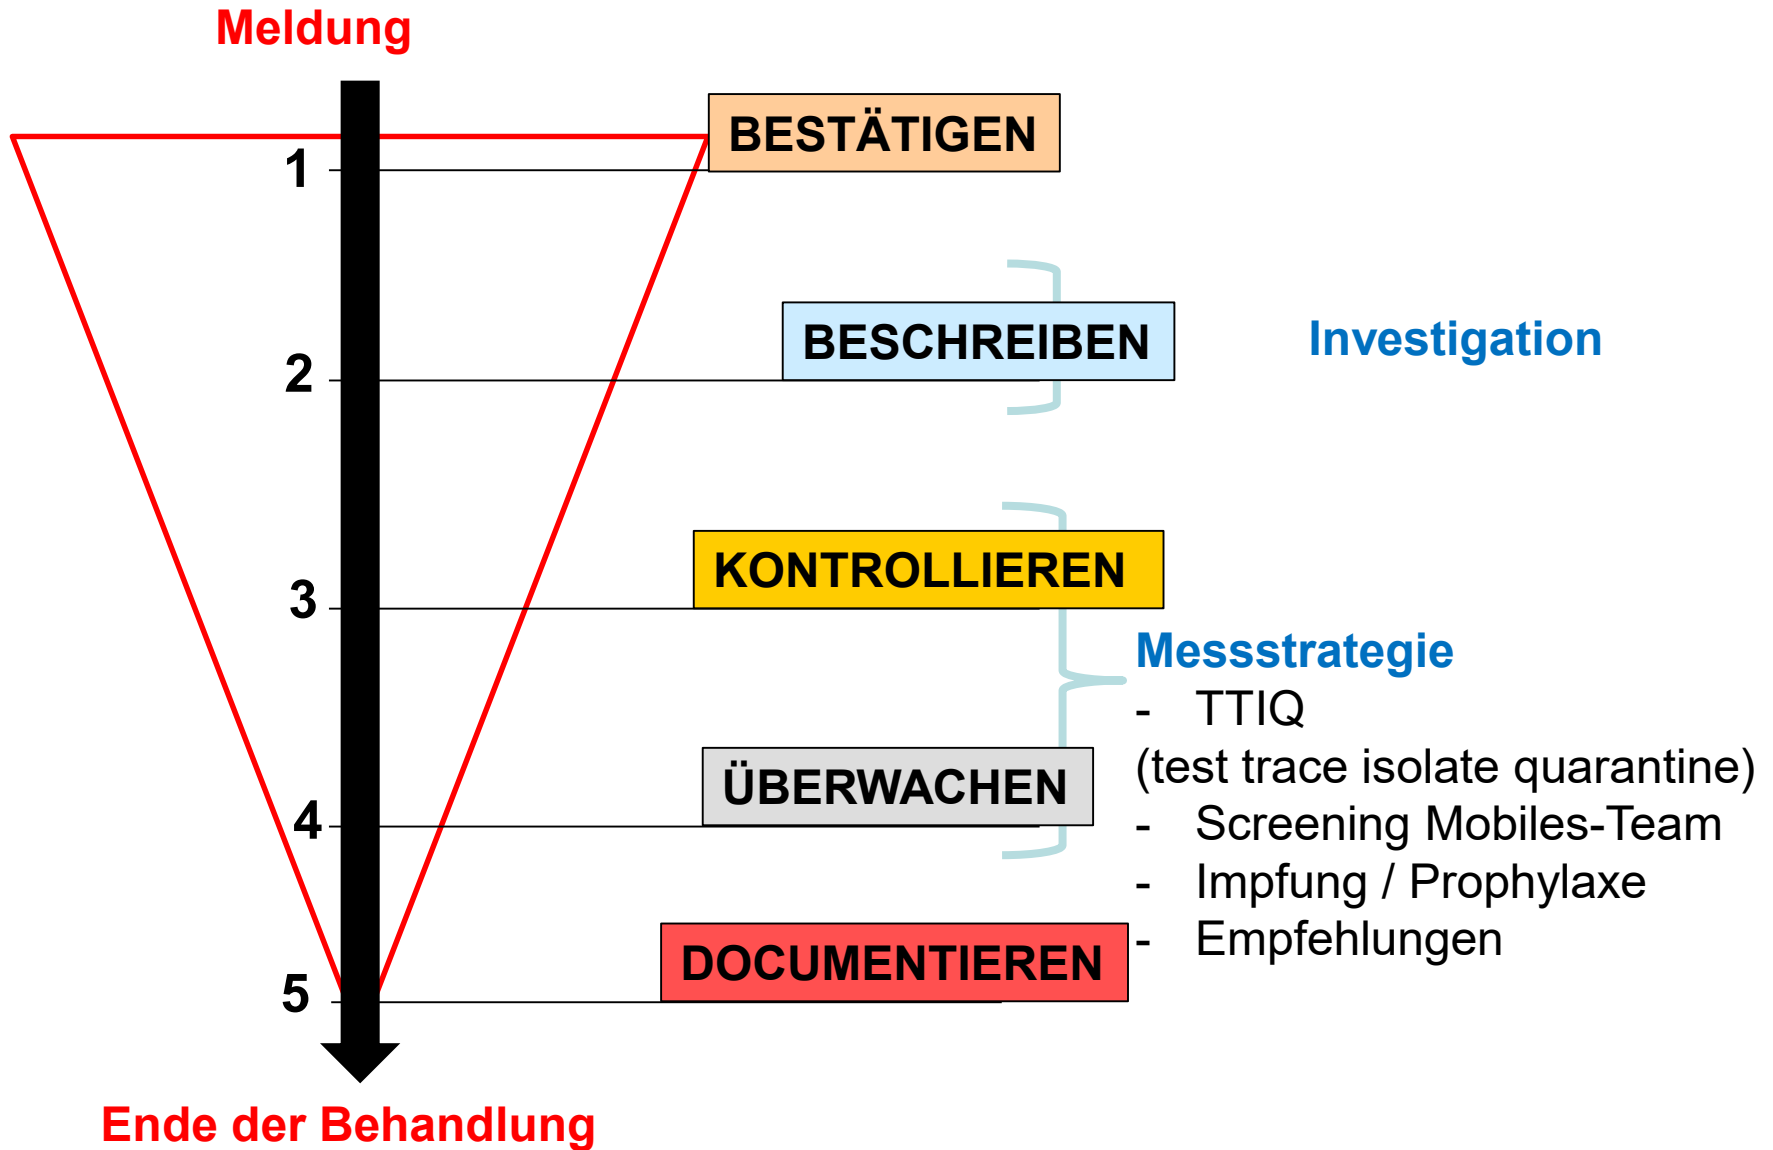 Meldung
1
BESTÄTIGEN
2
BESCHREIBEN
Investigation
3
KONTROLLIEREN
Messstrategie
- TTIQ
(test trace isolate quarantine)
- Screening Mobiles-Team
- Impfung / Prophylaxe
- Empfehlungen
4
ÜBERWACHEN
5
DOCUMENTIEREN
Ende der Behandlung